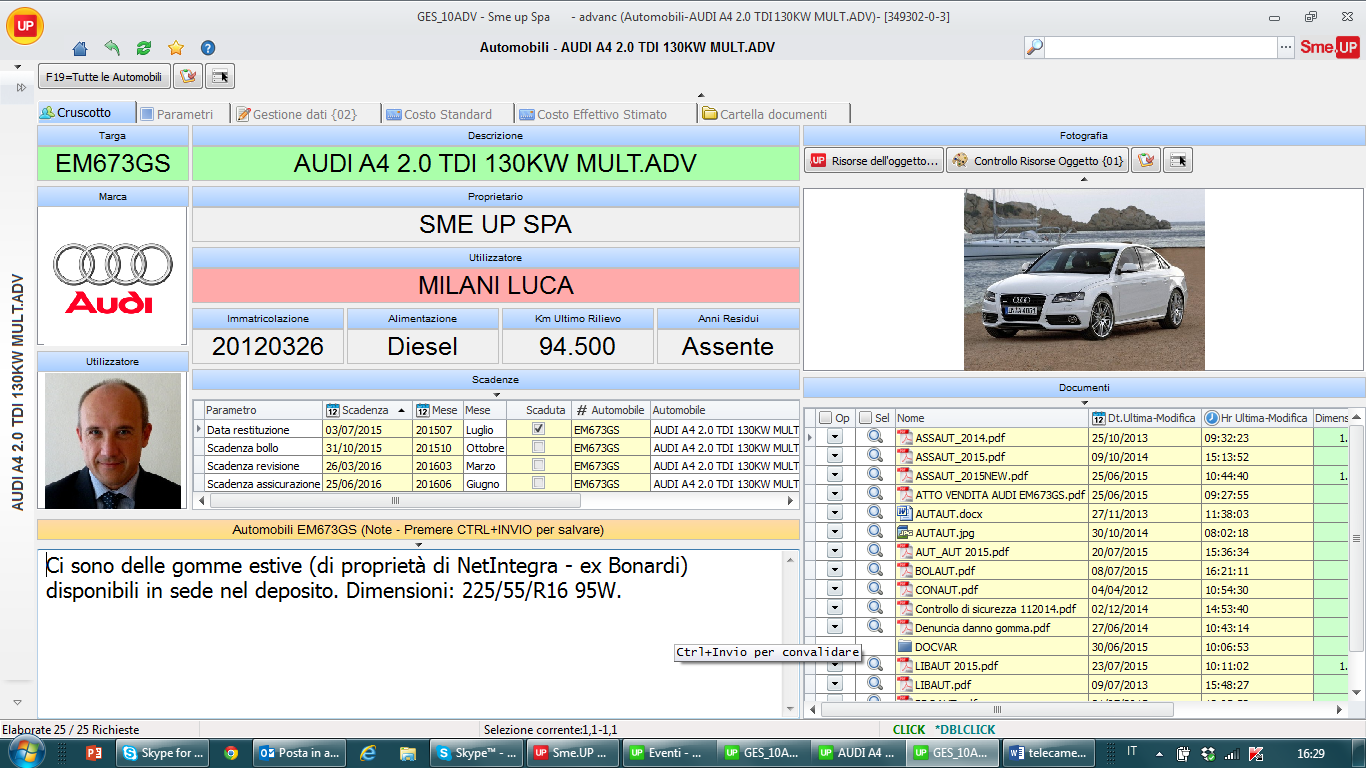 GES_10ADV - Sme up Spa - advanc (Automobili-AUDI A4 2.0 TDI 130KW MULT.ADV)- [349302-0-3]
UP
Automobili - AUDI A4 2.0 TDI 130KW MULT.ADV
Sme.UP
F19=Tutte le Automobili
Cruscotto
Parametri
Gestione dati {02}
Costo Standard
Costo Effettivo Stimato
Cartella documenti
Targa
EM673GS
Descrizione
AUDI A4 2.0 TDI 130KW MULT.ADV
Marca
Audi
Proprietario
SME UP SPA
Utilizzatore
MILANI LUCA
Immatricolazione Alimentazione Km Ultimo Rilievo Anni Residui
20120326 Diesel 94.500 Assente
Utilizzatore
AUDI A4 2.0 TDI 130KW MULT.ADV
Scadenze
Parametro 12 Scadenza 12 Mese Mese Scaduta # Automobile Automobile
Data restituzione 03/07/2015 201507 Luglio EM673GS AUDI A4 2.0 TDI 130KW MULT
Scadenza bollo 31/10/2015 201510 Ottobre EM673GS AUDI A4 2.0 TDI 130KW MULT
Scadenza revisione 26/03/2016 201603 Marzo EM673GS AUDI A4 2.0 TDI 130KW MULT
Scadenza assicurazione 25/06/2016 201606 Giugno EM673GS AUDI A4 2.0 TDI 130KW MULT
Automobili EM673GS (Note - Premere CTRL+INVIO per salvare)
Ci sono delle gomme estive (di proprietà di NetIntegra - ex Bonardi)
disponibili in sede nel deposito. Dimensioni: 225/55/R16 95W.
Ctrl+Invio per convalidare
Fotografia
UP Risorse dell'oggetto... Controllo Risorse Oggetto {01}
Documenti
Op Sel Nome 12 Dt.Ultima-Modifica Hr Ultima-Modifica Dimens
ASSAUT_2014.pdf 25/10/2013 09:32:23 1.
ASSAUT_2015.pdf 09/10/2014 15:13:52
ASSAUT_2015NEW.pdf 25/06/2015 10:44:40 1.
ATTO VENDITA AUDI EM673GS.pdf 25/06/2015 09:27:55
AUTAUT.docx 27/11/2013 11:38:03
AUTAUT.jpg 30/10/2014 08:02:18
AUT_AUT 2015.pdf 20/07/2015 15:36:34
BOLAUT.pdf 08/07/2015 16:21:11
CONAUT.pdf 04/04/2012 10:54:30
Controllo di sicurezza 112014.pdf 02/12/2014 14:53:40
Denuncia danno gomma.pdf 27/06/2014 10:43:14
DOCVAR 30/06/2015 10:06:53
LIBAUT 2015.pdf 23/07/2015 10:11:02 1.
LIBAUT.pdf 09/07/2013 15:48:27
Elaborate 25 / 25 Richieste
Selezione corrente:1,1-1,1
CLICK *DBLCLICK
Skype for ...
Posta in a...
Skype™ - ...
Sme.UP ...
Eventi - ...
GES_10A...
AUDI A4 ...
GES_10A...
telecame...
IT
16:29